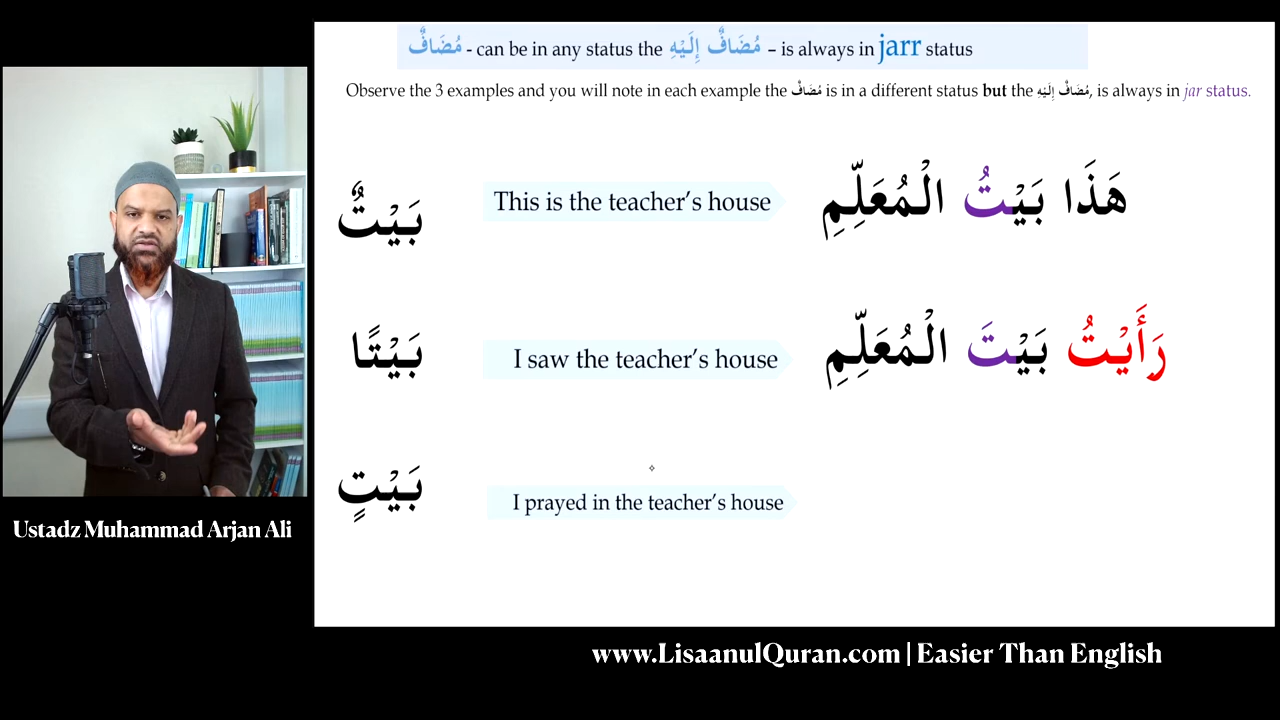 مُضَافٌ - can be in any status the مُضَافٌ إِلَيْهِ – is always in jarr status
Observe the 3 examples and you will note in each example the مُضَافٌ is in a different status but the مُضَافٌ إِلَيْهِ, is always in jar status.
بَيْتٌ This is the teacher’s house هَذَا بَيْتُ الْمُعَلِّمِ
بَيْتًا I saw the teacher’s house رَأَيْتُ بَيْتَ الْمُعَلِّمِ
بَيْتٍ I prayed in the teacher’s house
Ustadz Muhammad Arjan Ali
www.LisaanulQuran.com | Easier Than English